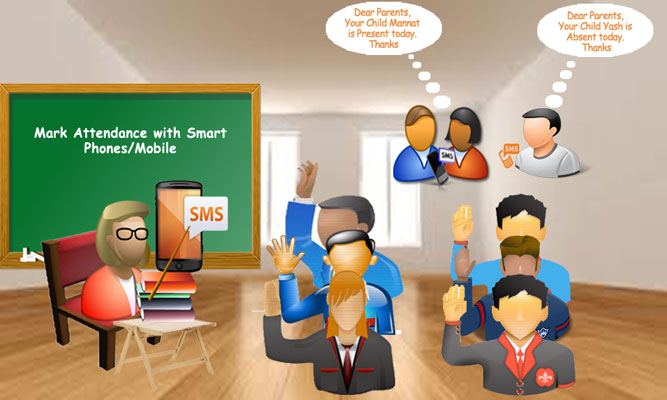 Dear Parents,
Your Child Mannat
is Present today.
Thanks
Dear Parents,
Your Child Yash is
Absent today.
Thanks
Mark Attendance with Smart
Phones/Mobile
SMS
SMS
SMS